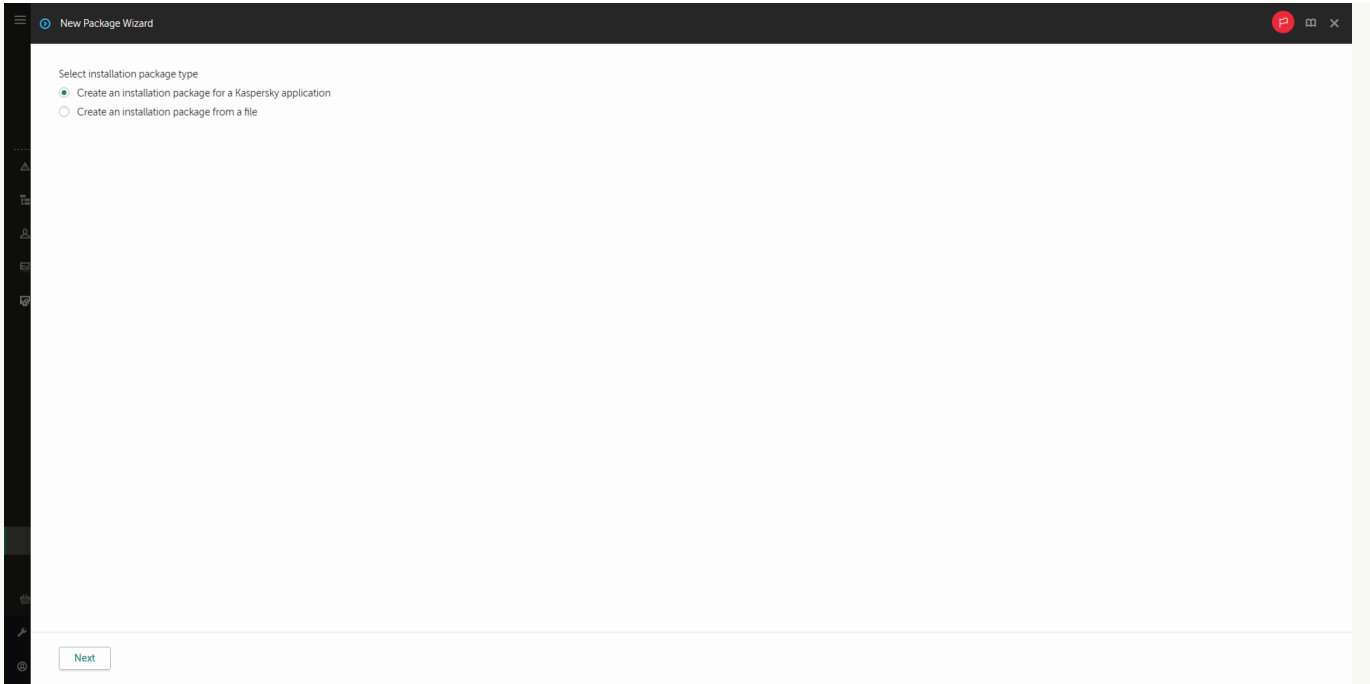 New Package Wizard
Select installation package type
Create an installation package for a Kaspersky application
Create an installation package from a file
Next